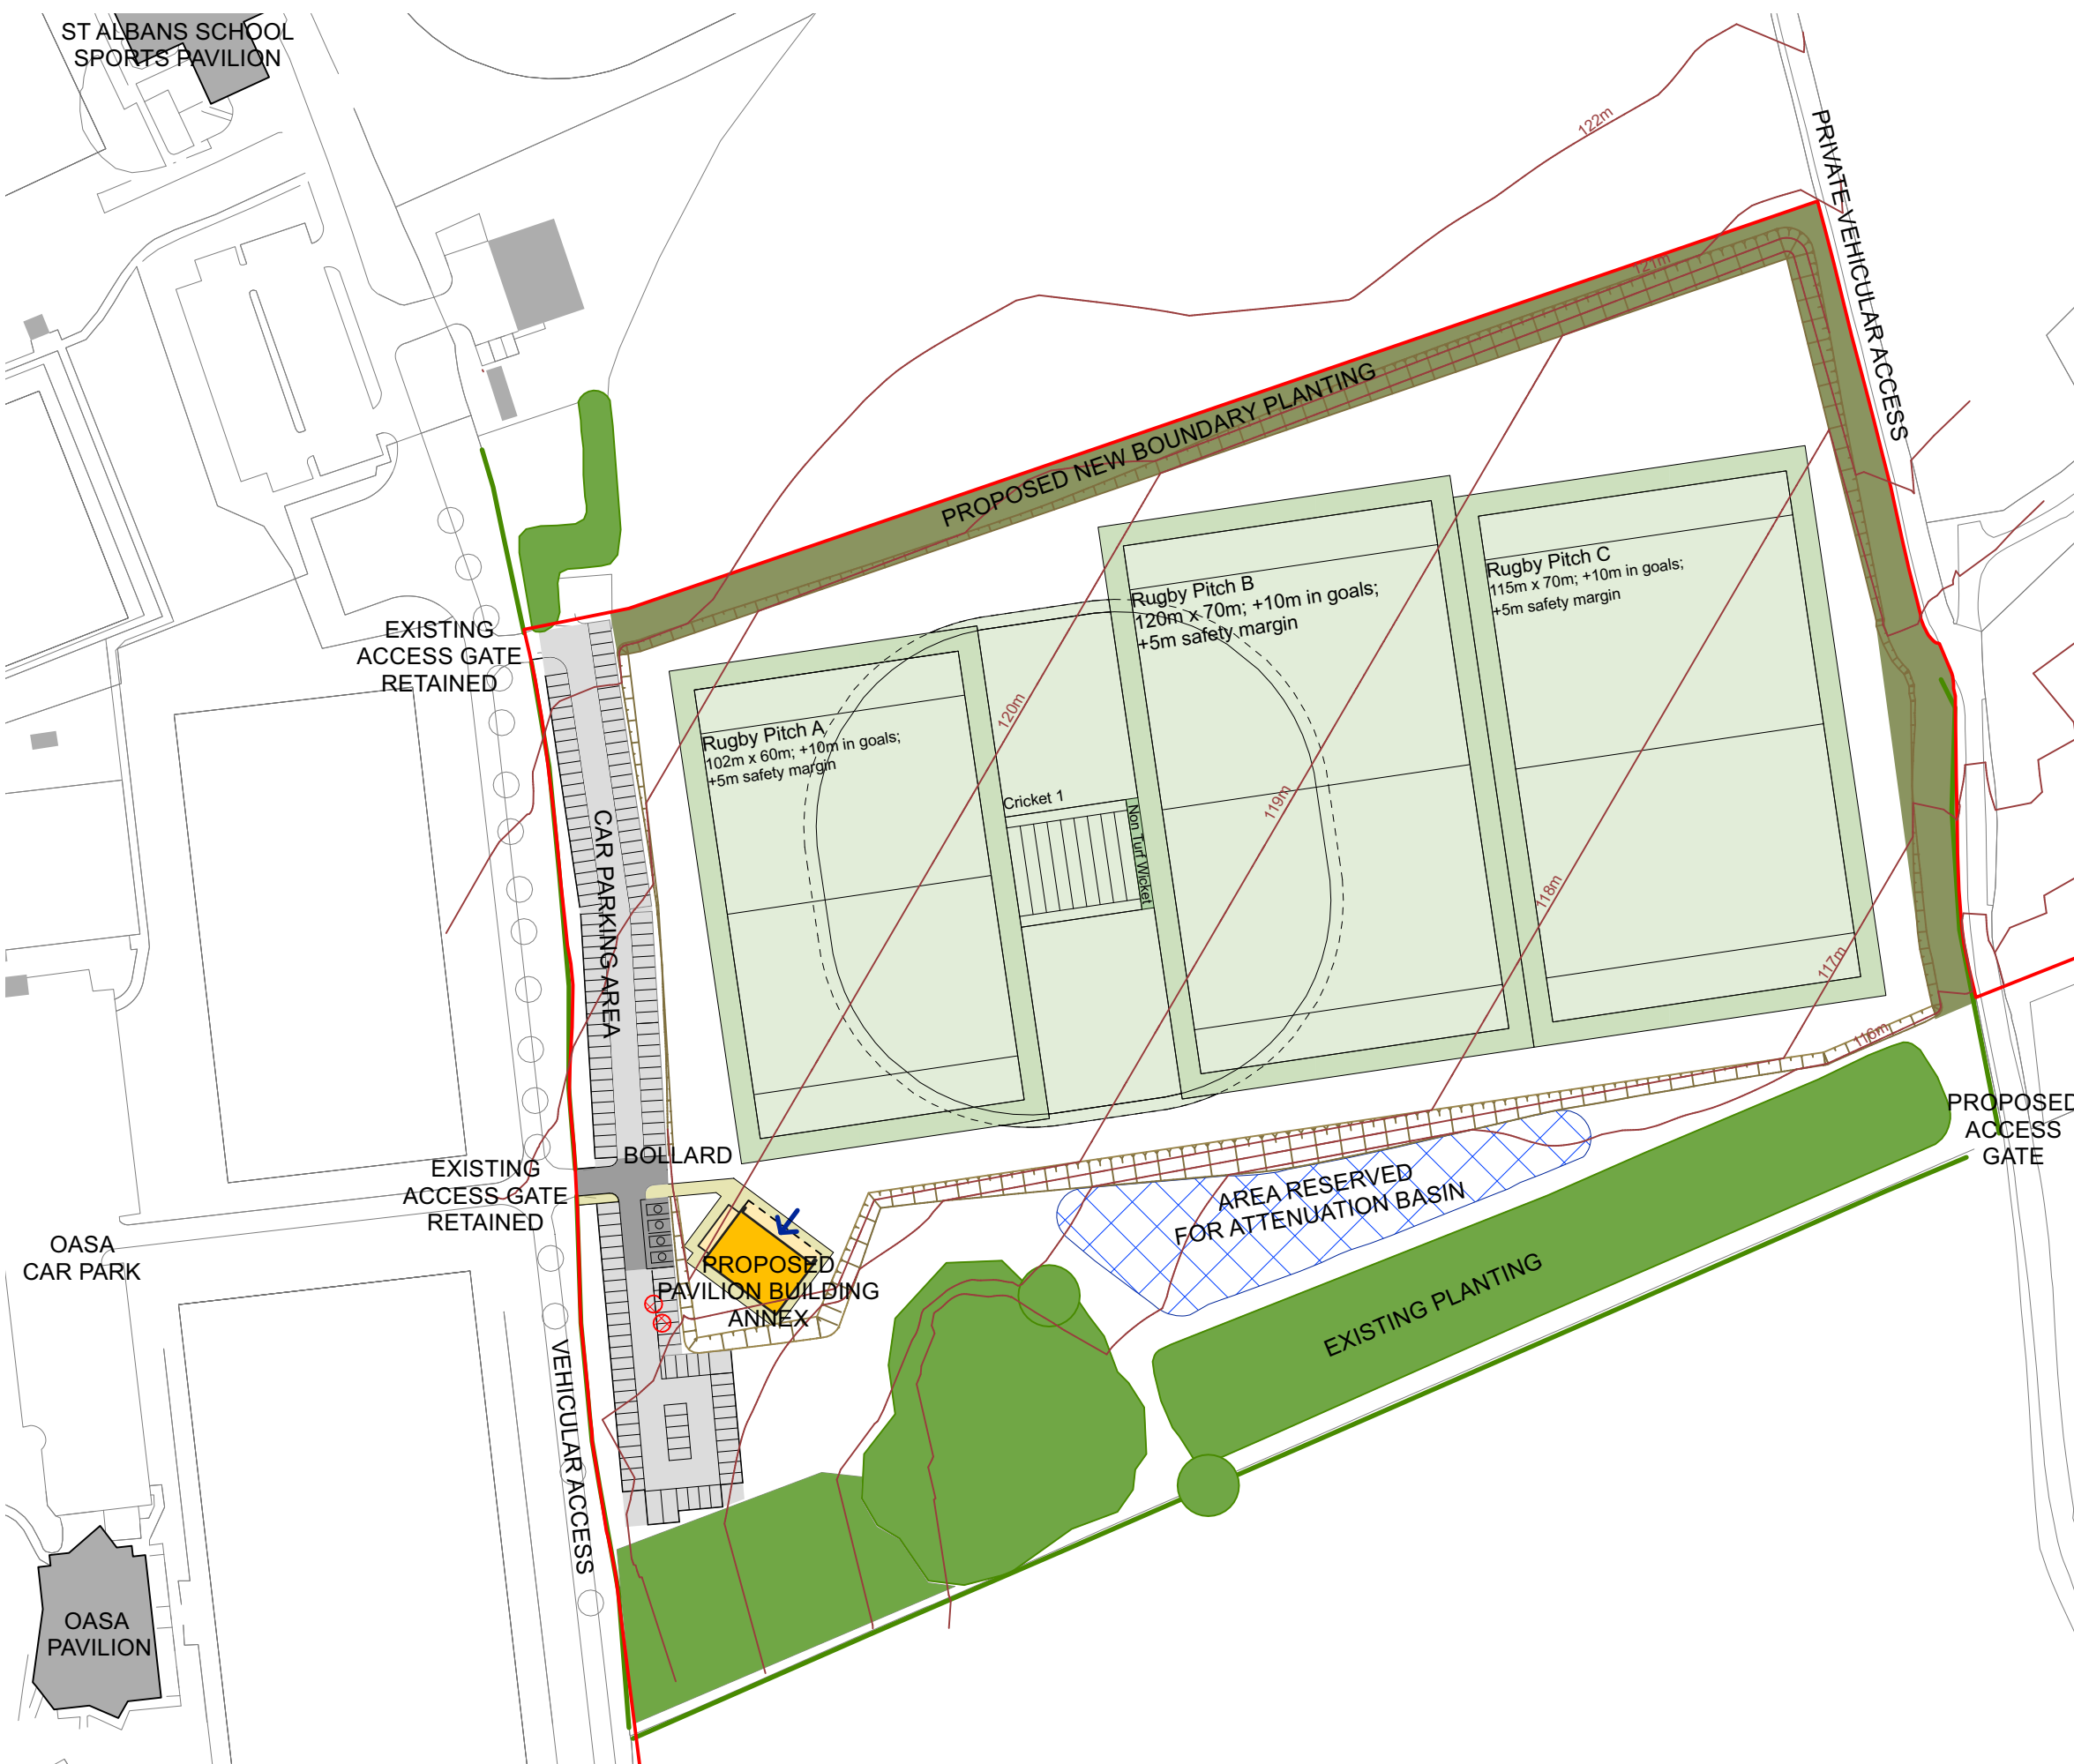 ST ALBANS SCHOOL
SPORTS PAVILION
122m
PRIVATE VEHICULAR ACCESS
121m
PROPOSED NEW BOUNDARY PLANTING
EXISTING
ACCESS GATE
RETAINED
Rugby Pitch A
102m x 60m; +10m in goals;
+5m safety margin
Rugby Pitch B
120m x 70m; +10m in goals;
+5m safety margin
Rugby Pitch C
115m x 70m; +10m in goals;
+5m safety margin
120m
119m
118m
117m
116m
Cricket 1
Non Turf Wicket
CAR PARKING AREA
BOLLARD
EXISTING
ACCESS GATE
RETAINED
PROPOSED
ACCESS
GATE
AREA RESERVED
FOR ATTENUATION BASIN
OASA
CAR PARK
PROPOSED
PAVILION BUILDING
ANNEX
EXISTING PLANTING
VEHICULAR ACCESS
OASA
PAVILION